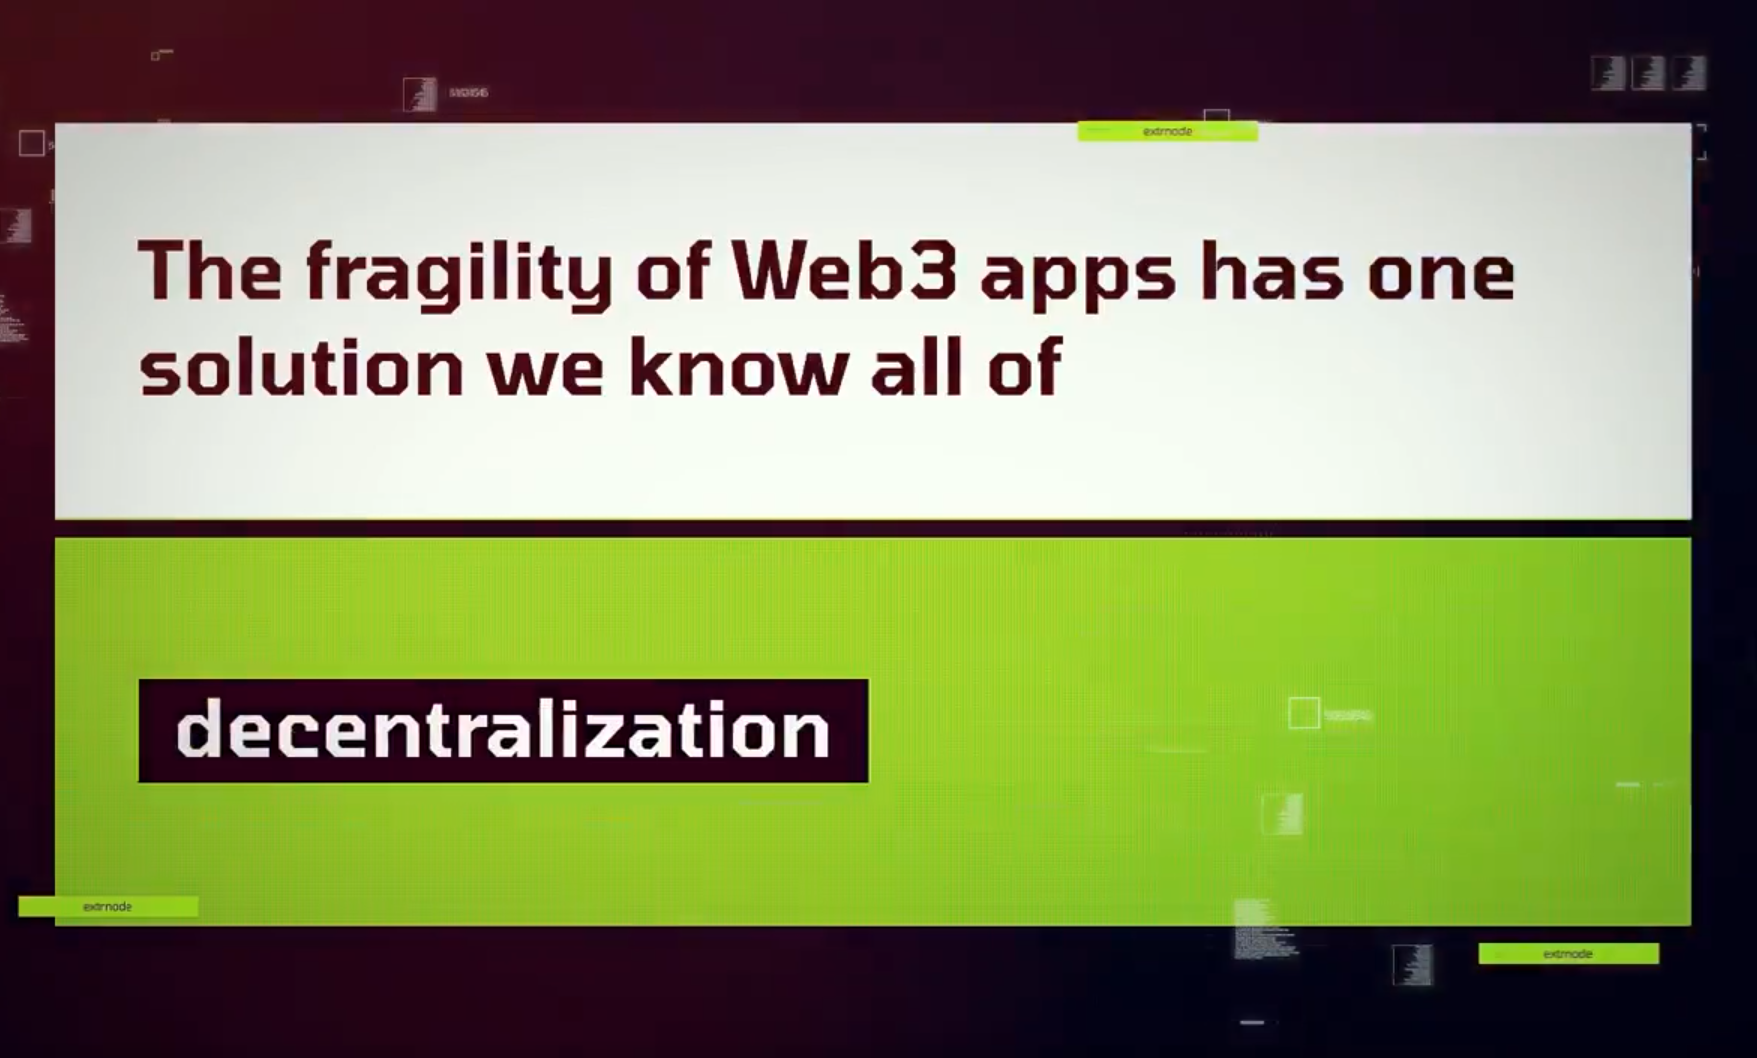 extrnode
The fragility of Web3 apps has one
solution we know all of
decentralization
extrnode
extrnode